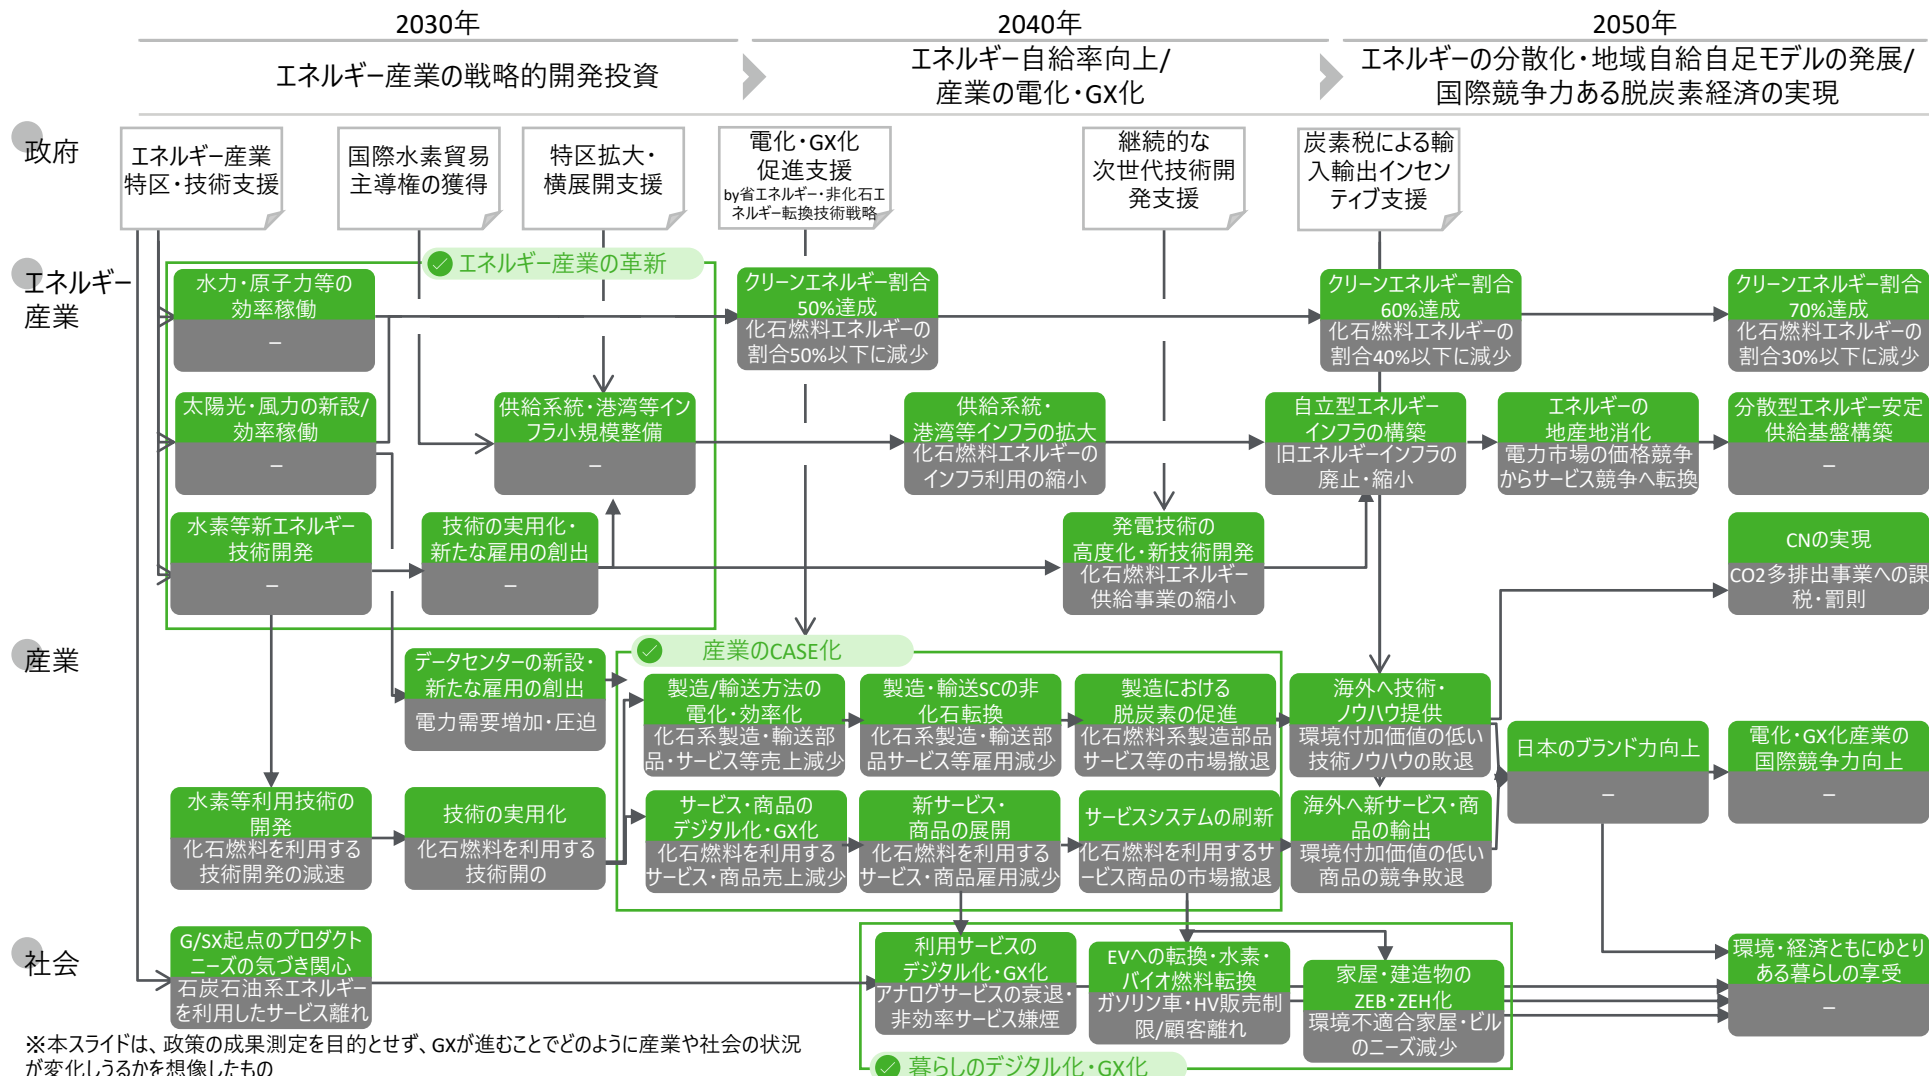 2030年
エネルギー産業の戦略的開発投資
2040年
エネルギー自給率向上/
産業の電化・GX化
2050年
エネルギーの分散化・地域自給自足モデルの発展/
国際競争力ある脱炭素経済の実現
政府
エネルギー産業
特区・技術支援
国際水素貿易
主導権の獲得
特区拡大・
横展開支援
電化・GX化
促進支援
by省エネルギー・非化石エ
ネルギー転換技術戦略
継続的な
次世代技術開
発支援
炭素税による輸
入輸出インセン
ティブ支援
エネルギー
産業
エネルギー産業の革新
水力・原子力等の
効率稼働
–
クリーンエネルギー割合
50%達成
化石燃料エネルギーの
割合50%以下に減少
クリーンエネルギー割合
60%達成
化石燃料エネルギーの
割合40%以下に減少
クリーンエネルギー割合
70%達成
化石燃料エネルギーの
割合30%以下に減少
太陽光・風力の新設/
効率稼働
–
供給系統・港湾等イン
フラ小規模整備
–
供給系統・
港湾等インフラの拡大
化石燃料エネルギーの
インフラ利用の縮小
自立型エネルギー
インフラの構築
旧エネルギーインフラの
廃止・縮小
エネルギーの
地産地消化
電力市場の価格競争
からサービス競争へ転換
分散型エネルギー安定
供給基盤構築
–
水素等新エネルギー
技術開発
–
技術の実用化・
新たな雇用の創出
–
発電技術の
高度化・新技術開発
化石燃料エネルギー
供給事業の縮小
CNの実現
CO2多排出事業への課
税・罰則
産業
産業のCASE化
データセンターの新設・
新たな雇用の創出
電力需要増加・圧迫
製造/輸送方法の
電化・効率化
化石系製造・輸送部
品・サービス等売上減少
製造・輸送SCの非
化石転換
化石系製造・輸送部
品サービス等雇用減少
製造における
脱炭素の促進
化石燃料系製造部品
サービス等の市場撤退
海外へ技術・
ノウハウ提供
環境付加価値の低い
技術ノウハウの敗退
日本のブランド力向上
–
電化・GX化産業の
国際競争力向上
–
水素等利用技術の
開発
化石燃料を利用する
技術開発の減速
技術の実用化
化石燃料を利用する
技術開の
サービス・商品の
デジタル化・GX化
化石燃料を利用する
サービス・商品売上減少
新サービス・
商品の展開
化石燃料を利用する
サービス・商品雇用減少
サービスシステムの刷新
化石燃料を利用するサ
ービス商品の市場撤退
海外へ新サービス・商
品の輸出
環境付加価値の低い
商品の競争敗退
社会
G/SX起点のプロダクト
ニーズの気づき関心
石炭石油系エネルギー
を利用したサービス離れ
利用サービスの
デジタル化・GX化
アナログサービスの衰退・
非効率サービス嫌煙
EVへの転換・水素・
バイオ燃料転換
ガソリン車・HV販売制
限/顧客離れ
家屋・建造物の
ZEB・ZEH化
環境不適合家屋・ビル
のニーズ減少
環境・経済ともにゆとり
ある暮らしの享受
–
暮らしのデジタル化・GX化
※本スライドは、政策の成果測定を目的とせず、GXが進むことでどのように産業や社会の状況
が変化しうるかを想像したもの